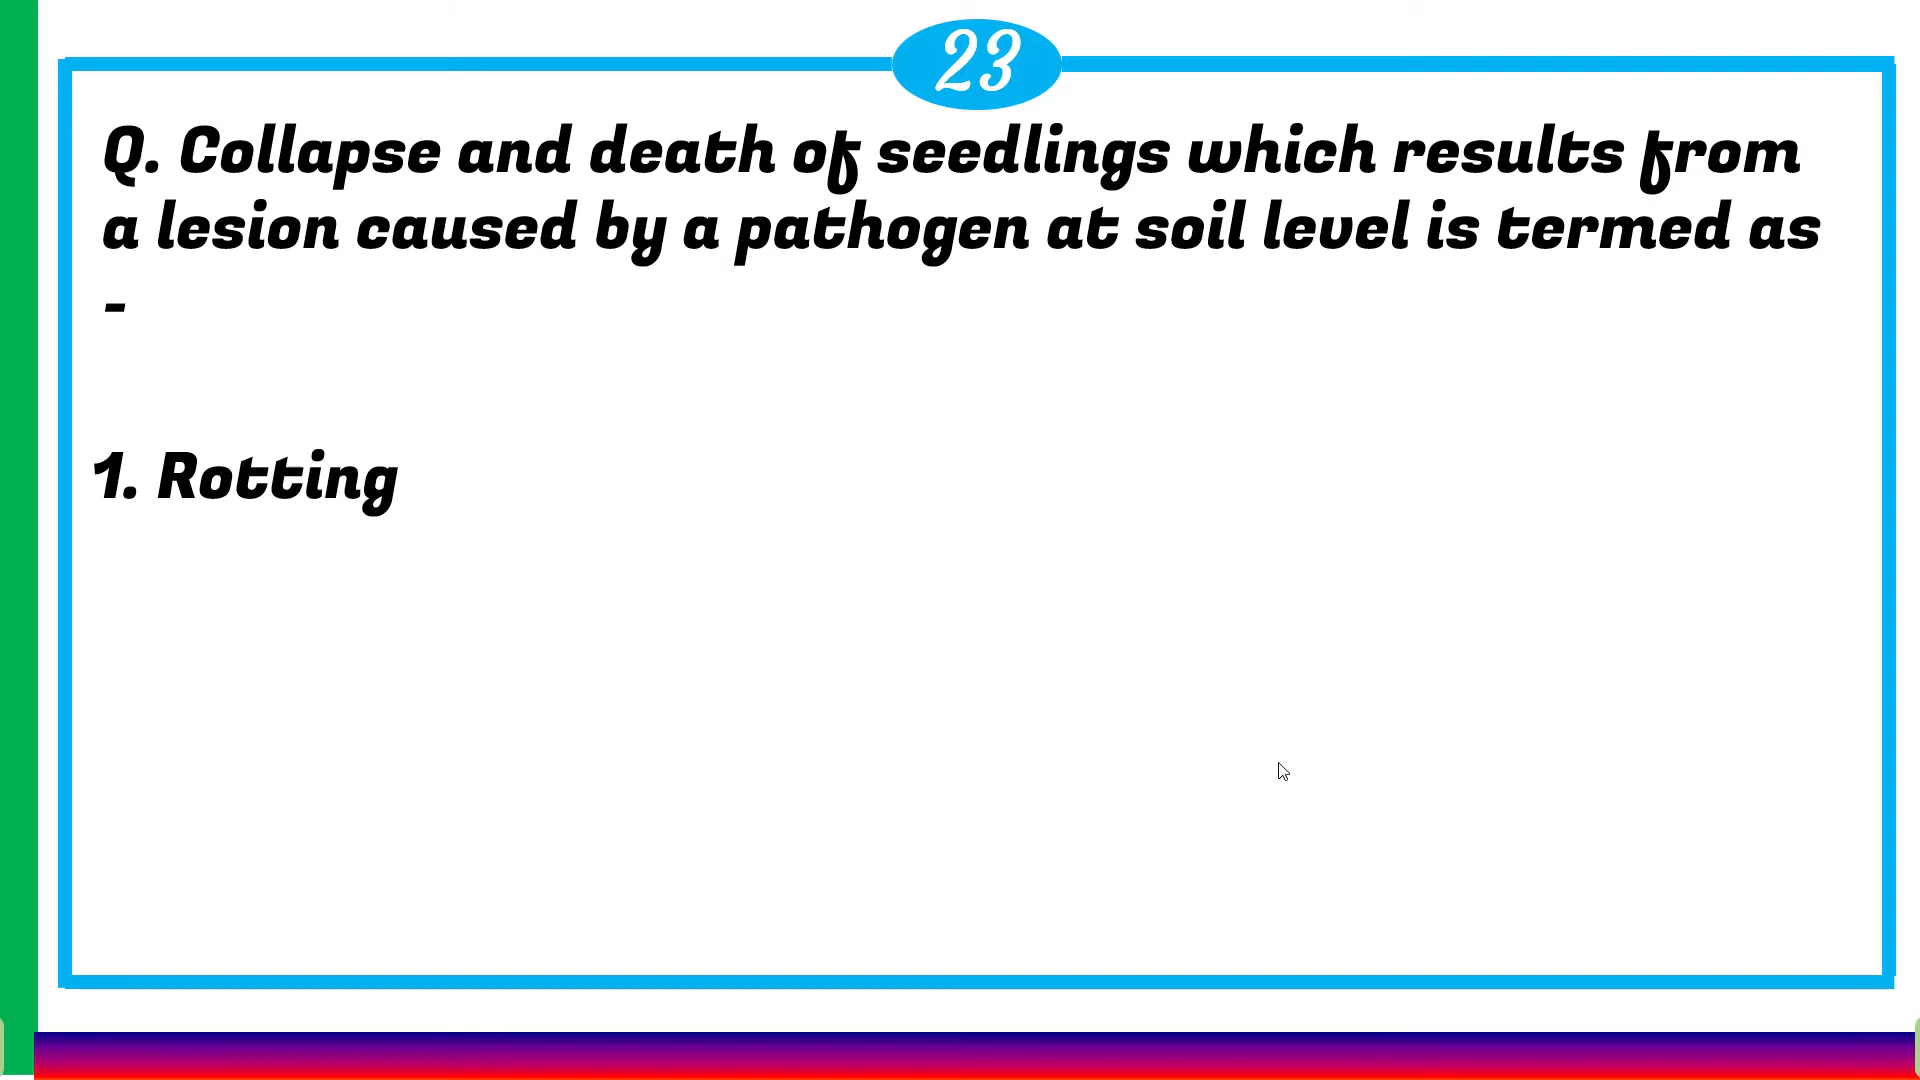 23
Q. Collapse and death of seedlings which results from
a lesion caused by a pathogen at soil level is termed as
-
1. Rotting